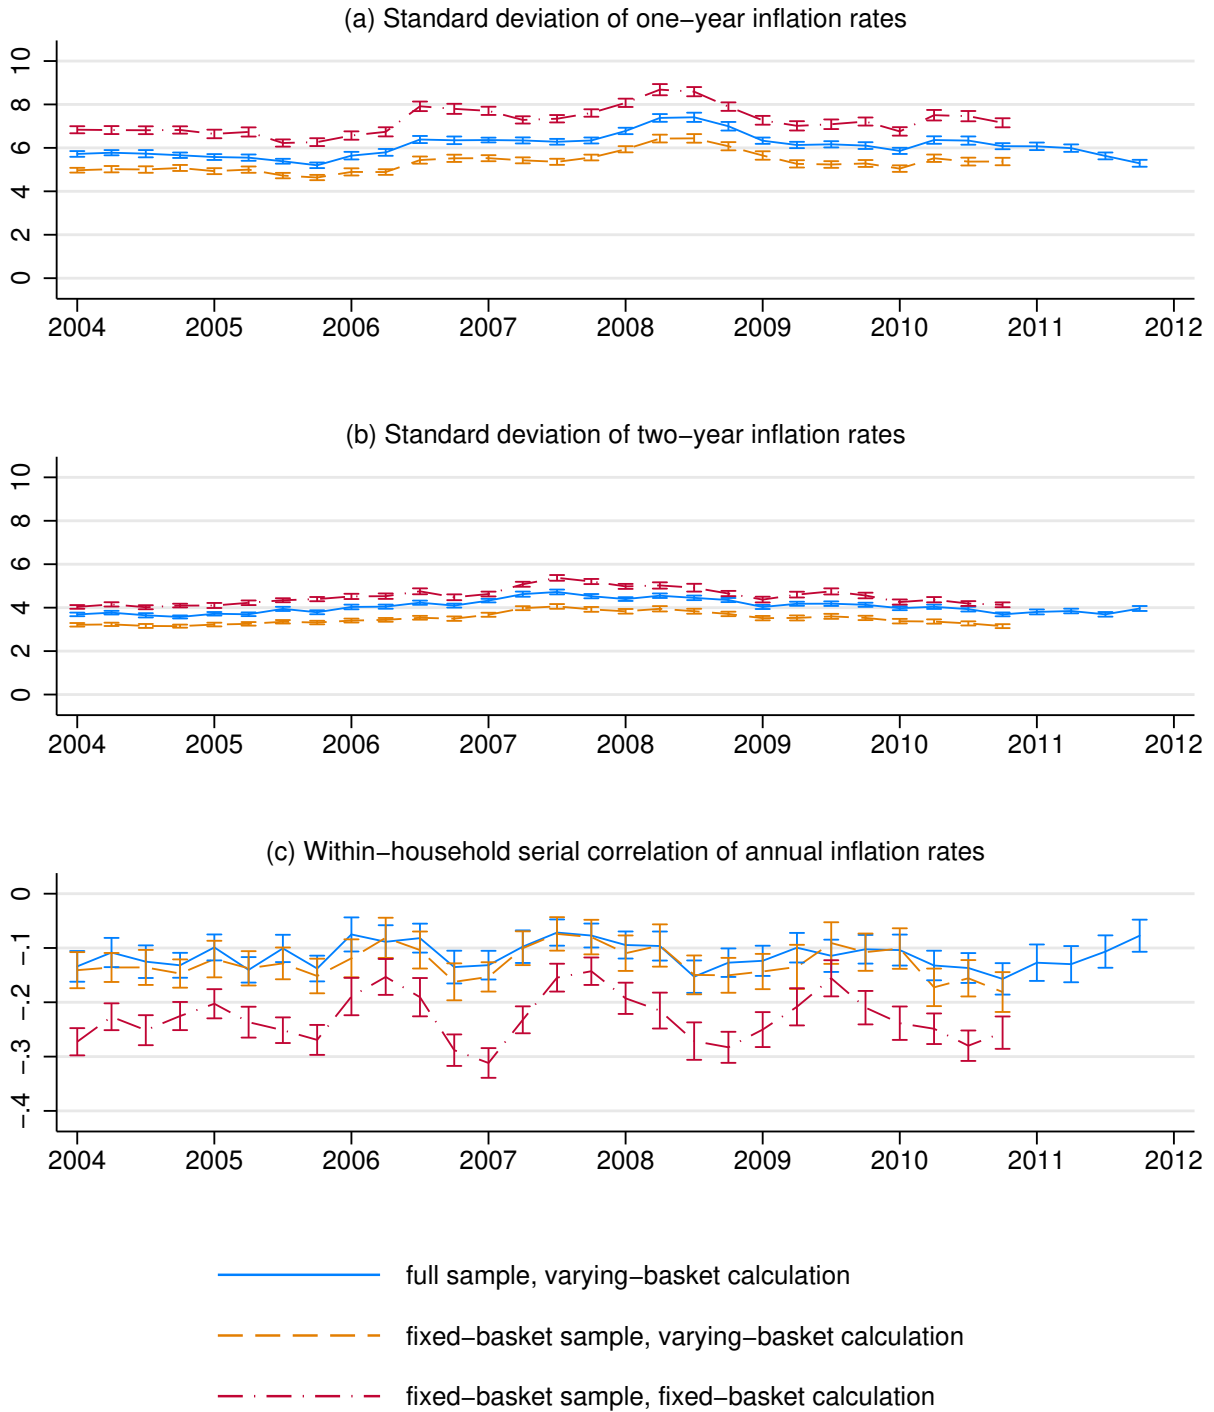 (a) Standard deviation of one−year inflation rates
10
8
6
4
2
0
2004 2005 2006 2007 2008 2009 2010 2011 2012
(b) Standard deviation of two−year inflation rates
10
8
6
4
2
0
2004 2005 2006 2007 2008 2009 2010 2011 2012
(c) Within−household serial correlation of annual inflation rates
0
−.1
−.2
−.3
−.4
2004 2005 2006 2007 2008 2009 2010 2011 2012
full sample, varying−basket calculation
fixed−basket sample, varying−basket calculation
fixed−basket sample, fixed−basket calculation